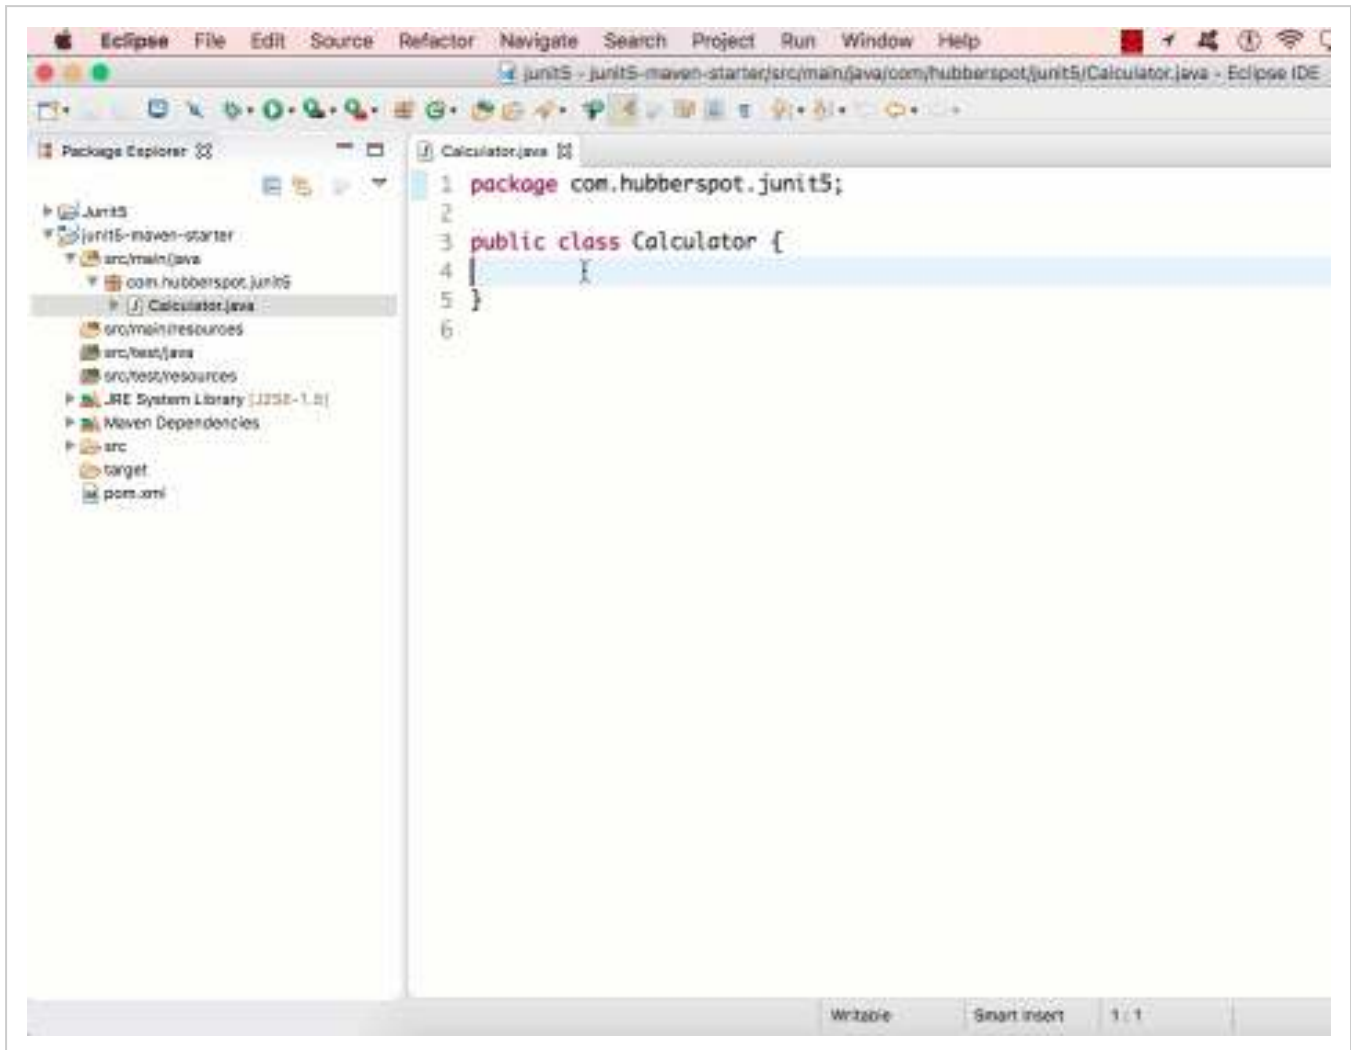 Eclipse File Edit Source Refactor Navigate Search Project Run Window Help
junit5 - junit5-maven-starter/src/main/java/com/hubberspot/junit5/Calculator.java - Eclipse IDE
Package Explorer
Calculator.java
1 package com.hubberspot.junit5;
2
3 public class Calculator {
4
5 }
6
Junit5
junit5-maven-starter
src/main/java
com.hubberspot.junit5
Calculator.java
src/main/resources
src/test/java
src/test/resources
JRE System Library [J2SE-1.5]
Maven Dependencies
src
target
pom.xml
Writable Smart Insert 1 : 1